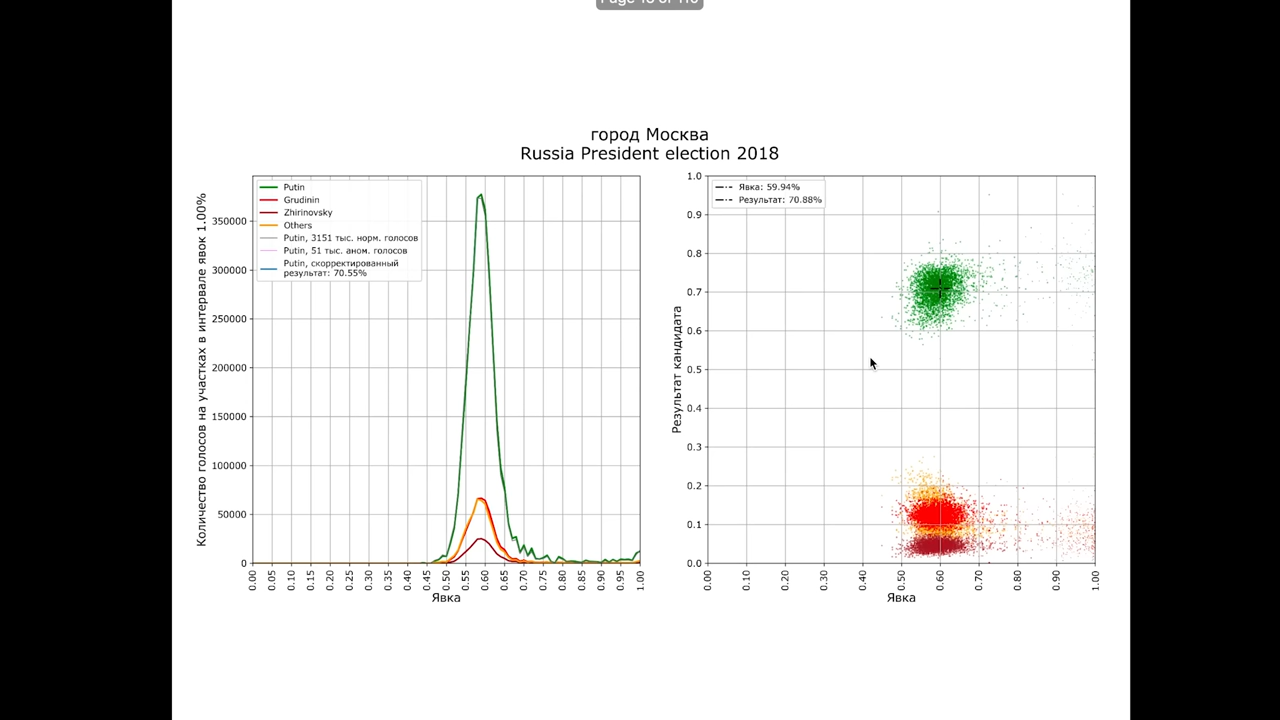 город Москва
Russia President election 2018
Количество голосов на участках в интервале явок 1.00%
Putin
Grudinin
Zhirinovsky
Others
Putin, 3151 тыс. норм. голосов
Putin, 51 тыс. аном. голосов
Putin, скорректированный
результат: 70.55%
350000
300000
250000
200000
150000
100000
50000
0
0.00 0.05 0.10 0.15 0.20 0.25 0.30 0.35 0.40 0.45 0.50 0.55 0.60 0.65 0.70 0.75 0.80 0.85 0.90 0.95 1.00
Явка
Результат кандидата
Явка: 59.94%
Результат: 70.88%
1.0
0.9
0.8
0.7
0.6
0.5
0.4
0.3
0.2
0.1
0.0
0.00 0.10 0.20 0.30 0.40 0.50 0.60 0.70 0.80 0.90 1.00
Явка